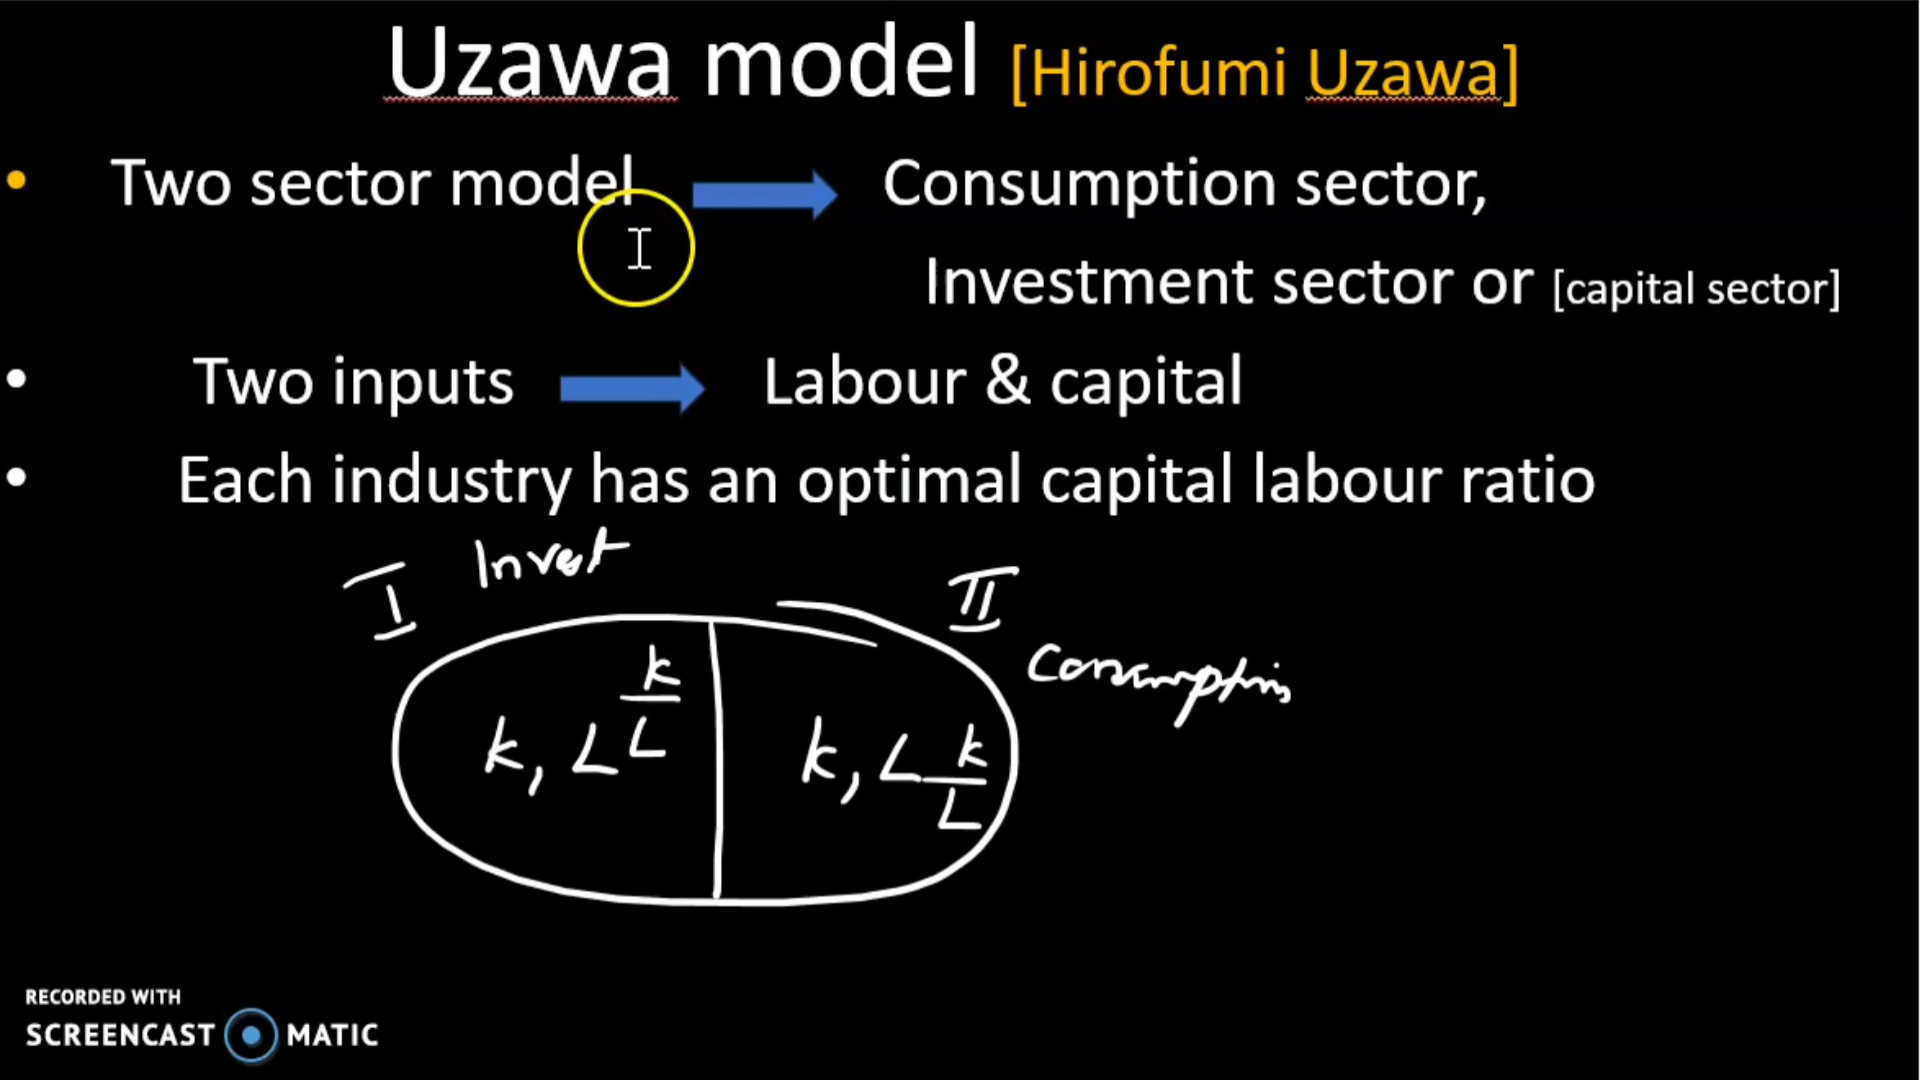 Uzawa model [Hirofumi Uzawa]
• Two sector model Consumption sector,
Investment sector or [capital sector]
• Two inputs Labour & capital
• Each industry has an optimal capital labour ratio
I Invest
II
Consumption
k
k, L L
k, L k
L
RECORDED WITH
SCREENCAST MATIC